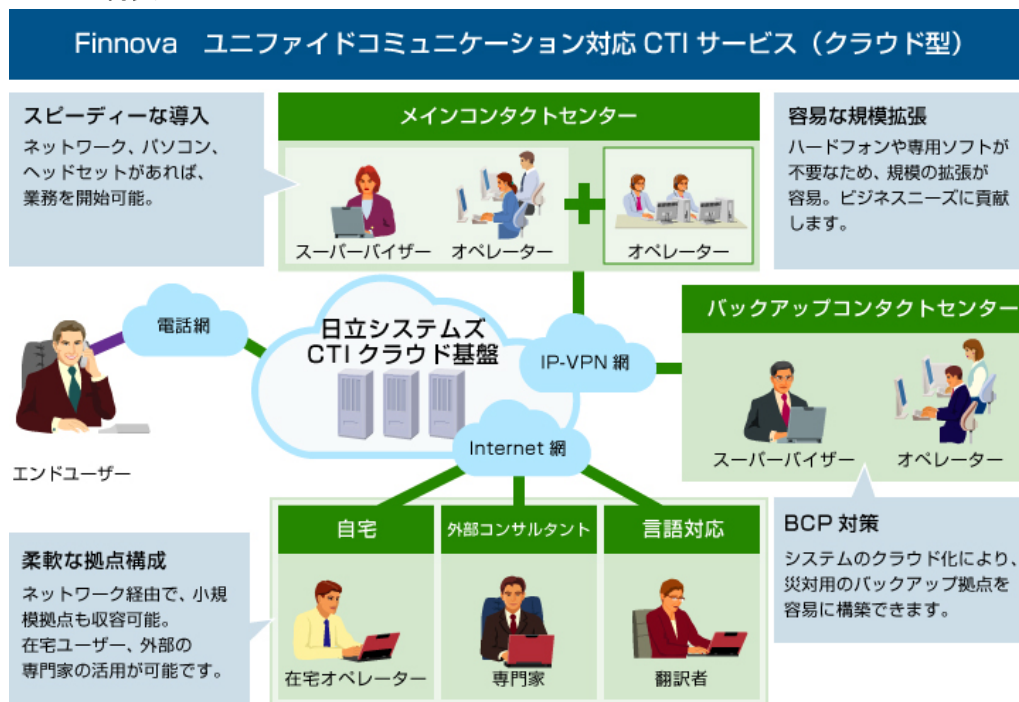 Finnova ユニファイドコミュニケーション対応 CTI サービス（クラウド型）
スピーディーな導入
ネットワーク、パソコン、
ヘッドセットがあれば、
業務を開始可能。
メインコンタクトセンター
スーパーバイザー
オペレーター
オペレーター
容易な規模拡張
ハードフォンや専用ソフトが
不要なため、規模の拡張が
容易。ビジネスニーズに貢献
します。
電話網
日立システムズ
CTI クラウド基盤
IP-VPN 網
Internet 網
エンドユーザー
バックアップコンタクトセンター
スーパーバイザー
オペレーター
柔軟な拠点構成
ネットワーク経由で、小規
模拠点も収容可能。
在宅ユーザー、外部の
専門家の活用が可能です。
自宅
在宅オペレーター
外部コンサルタント
専門家
言語対応
翻訳者
BCP 対策
システムのクラウド化により、
災対用のバックアップ拠点を
容易に構築できます。